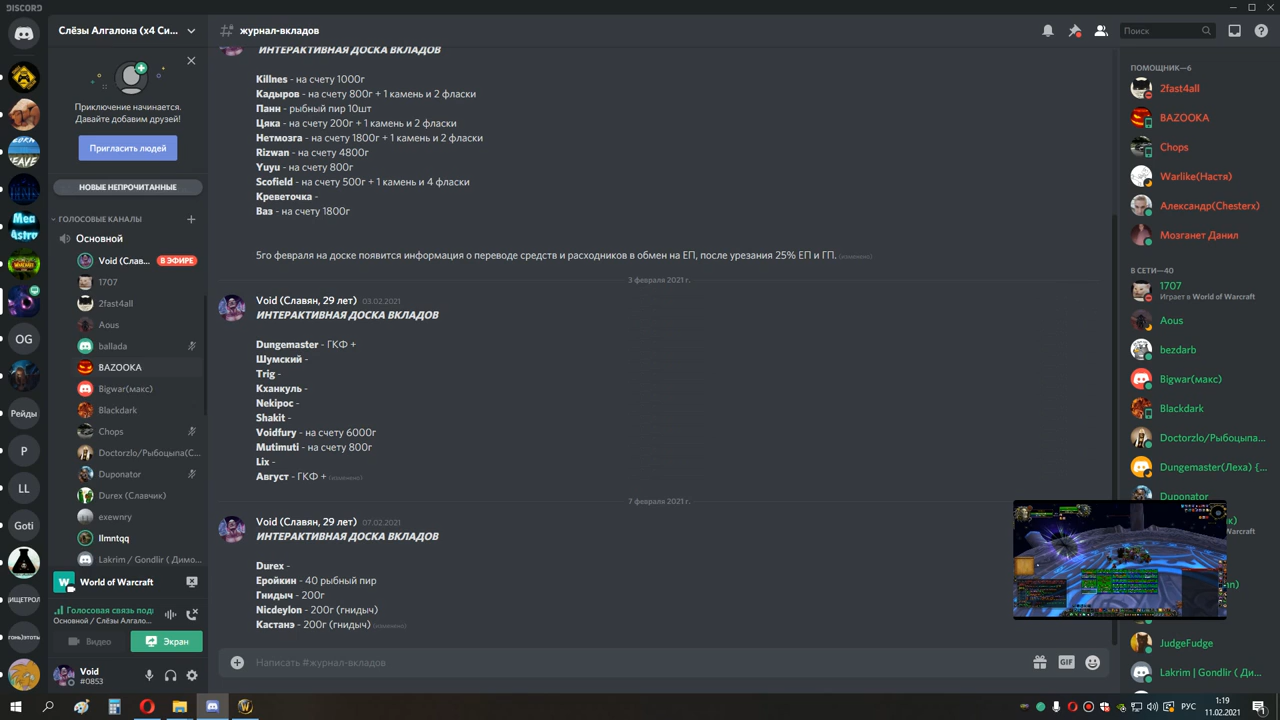 DISCORD
Слёзы Алгалона (x4 Си...
журнал-вкладов
Поиск
Приключение начинается.
Давайте добавим друзей!
Пригласить людей
НОВЫЕ НЕПРОЧИТАННЫЕ
ГОЛОСОВЫЕ КАНАЛЫ
Основной
Void (Слав... В ЭФИРЕ
1707
2fast4all
Aous
ballada
BAZOOKA
Bigwar(макс)
Blackdark
Chops
Doctorzlo/Рыбоцыпа(С...
Duponator
Durex (Славчик)
exewnry
Ilmntqq
Lakrim / Gondlir ( Димо...
World of Warcraft
Голосовая связь под
Основной / Слёзы Алгало...
Видео
Экран
Void
#0853
Меа
Astro
OG
Рейды
Р
LL
Goti
ИЩЕТРОЛ
ИНТЕРАКТИВНАЯ ДОСКА ВКЛАДОВ
Killnes - на счету 1000г
Кадыров - на счету 800г + 1 камень и 2 фласки
Панн - рыбный пир 10шт
Цяка - на счету 200г + 1 камень и 2 фласки
Нетмозга - на счету 1800г + 1 камень и 2 фласки
Rizwan - на счету 4800г
Yuyu - на счету 800г
Scofield - на счету 500г + 1 камень и 4 фласки
Креветочка -
Ваз - на счету 1800г
5го февраля на доске появится информация о переводе средств и расходников в обмен на ЕП, после урезания 25% ЕП и ГП. (изменено)
3 февраля 2021 г.
Void (Славян, 29 лет) 03.02.2021
ИНТЕРАКТИВНАЯ ДОСКА ВКЛАДОВ
Dungemaster - ГКФ +
Шумский -
Trig -
Кханкуль -
Nekipoc -
Shakit -
Voidfury - на счету 6000г
Mutimuti - на счету 800г
Lix -
Август - ГКФ + (изменено)
7 февраля 2021 г.
Void (Славян, 29 лет) 07.02.2021
ИНТЕРАКТИВНАЯ ДОСКА ВКЛАДОВ
Durex -
Еройкин - 40 рыбный пир
Гнидыч - 200г
Nicdeylon - 200г (гнидыч)
Кастанэ - 200г (гнидыч) (изменено)
Написать #журнал-вкладов
GIF
ПОМОЩНИК—6
2fast4all
BAZOOKA
Chops
Warlike(Настя)
Александр(Chesterx)
Мозганет Данил
В СЕТИ—40
1707
Играет в World of Warcraft
Aous
bezdarb
Bigwar(макс)
Blackdark
Doctorzlo/Рыбоцыпа...
Dungemaster(Леха) {...
Duponator
Warcraft
JudgeFudge
Lakrim | Gondlir ( Ди...
РУС
1:19
11.02.2021